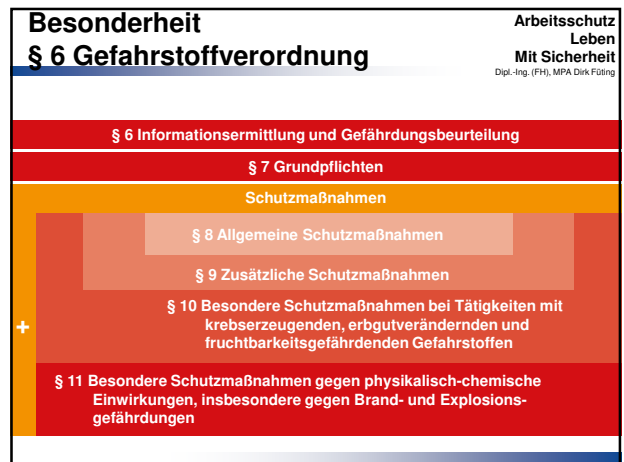 Besonderheit
§ 6 Gefahrstoffverordnung
Arbeitsschutz
Leben
Mit Sicherheit
Dipl.-Ing. (FH), MPA Dirk Füting
§ 6 Informationsermittlung und Gefährdungsbeurteilung
§ 7 Grundpflichten
Schutzmaßnahmen
§ 8 Allgemeine Schutzmaßnahmen
§ 9 Zusätzliche Schutzmaßnahmen
§ 10 Besondere Schutzmaßnahmen bei Tätigkeiten mit
krebserzeugenden, erbgutverändernden und
fruchtbarkeitsgefährdenden Gefahrstoffen
+
§ 11 Besondere Schutzmaßnahmen gegen physikalisch-chemische
Einwirkungen, insbesondere gegen Brand- und Explosions-
gefährdungen